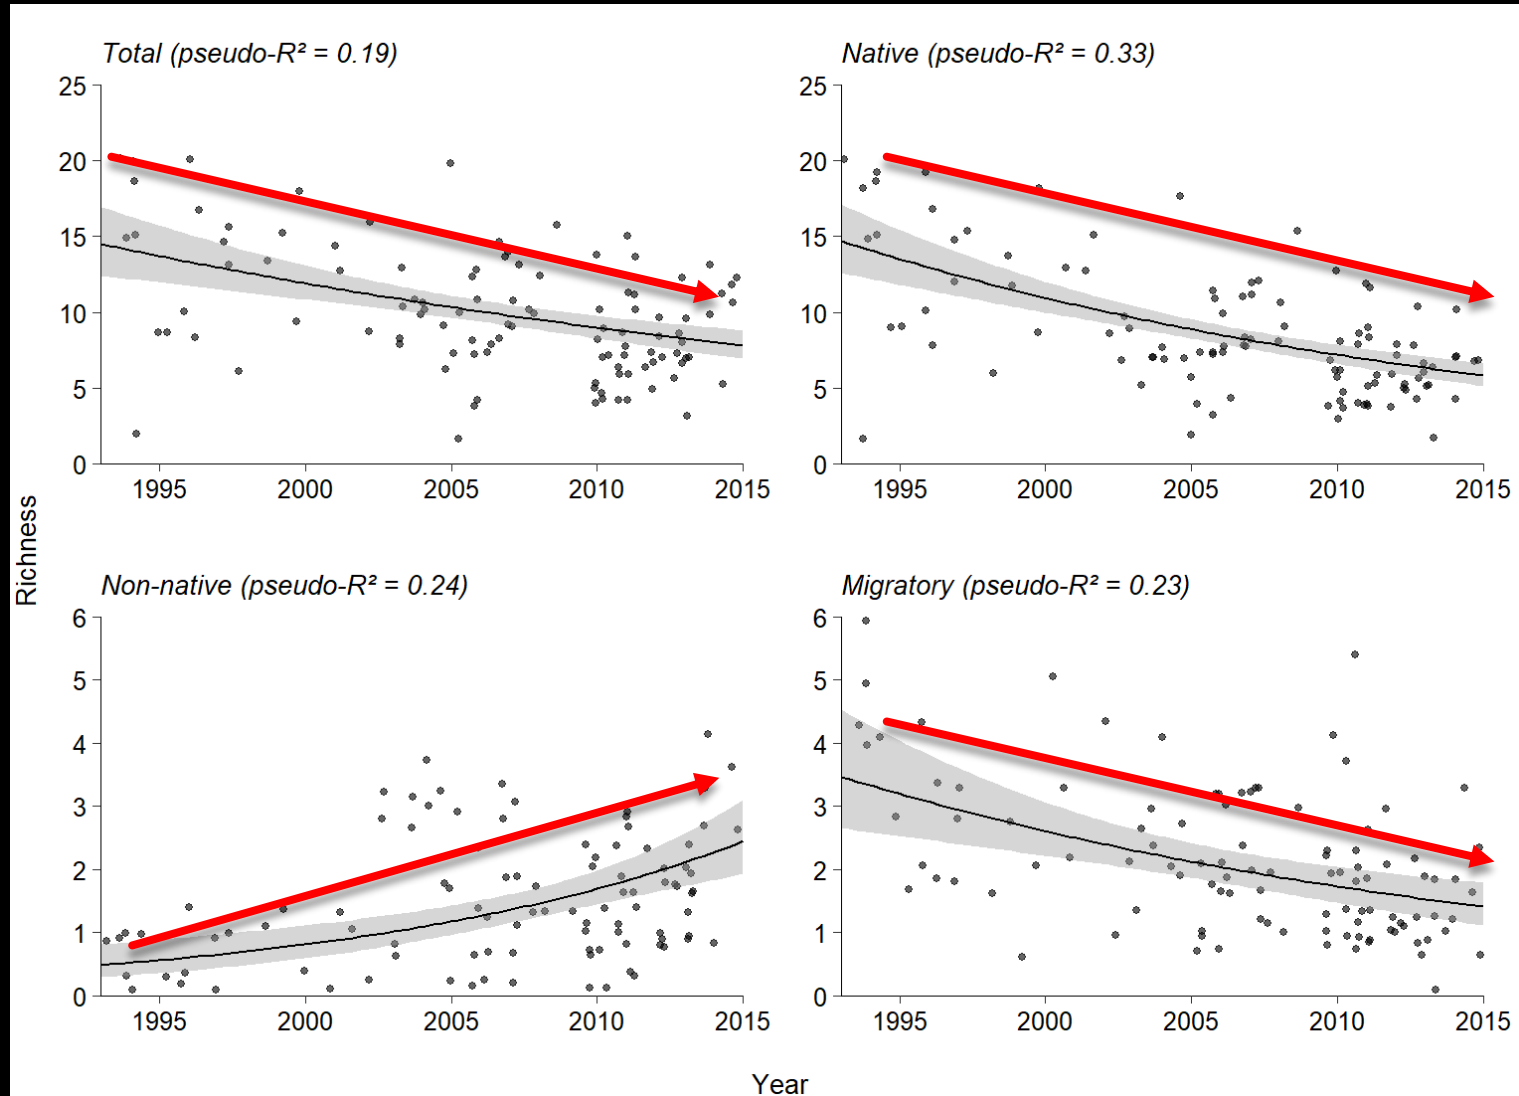 Total (pseudo-R² = 0.19)
25
20
15
10
5
0
1995 2000 2005 2010 2015
Native (pseudo-R² = 0.33)
25
20
15
10
5
0
1995 2000 2005 2010 2015
Richness
Non-native (pseudo-R² = 0.24)
6
5
4
3
2
1
0
1995 2000 2005 2010 2015
Migratory (pseudo-R² = 0.23)
6
5
4
3
2
1
0
1995 2000 2005 2010 2015
Year